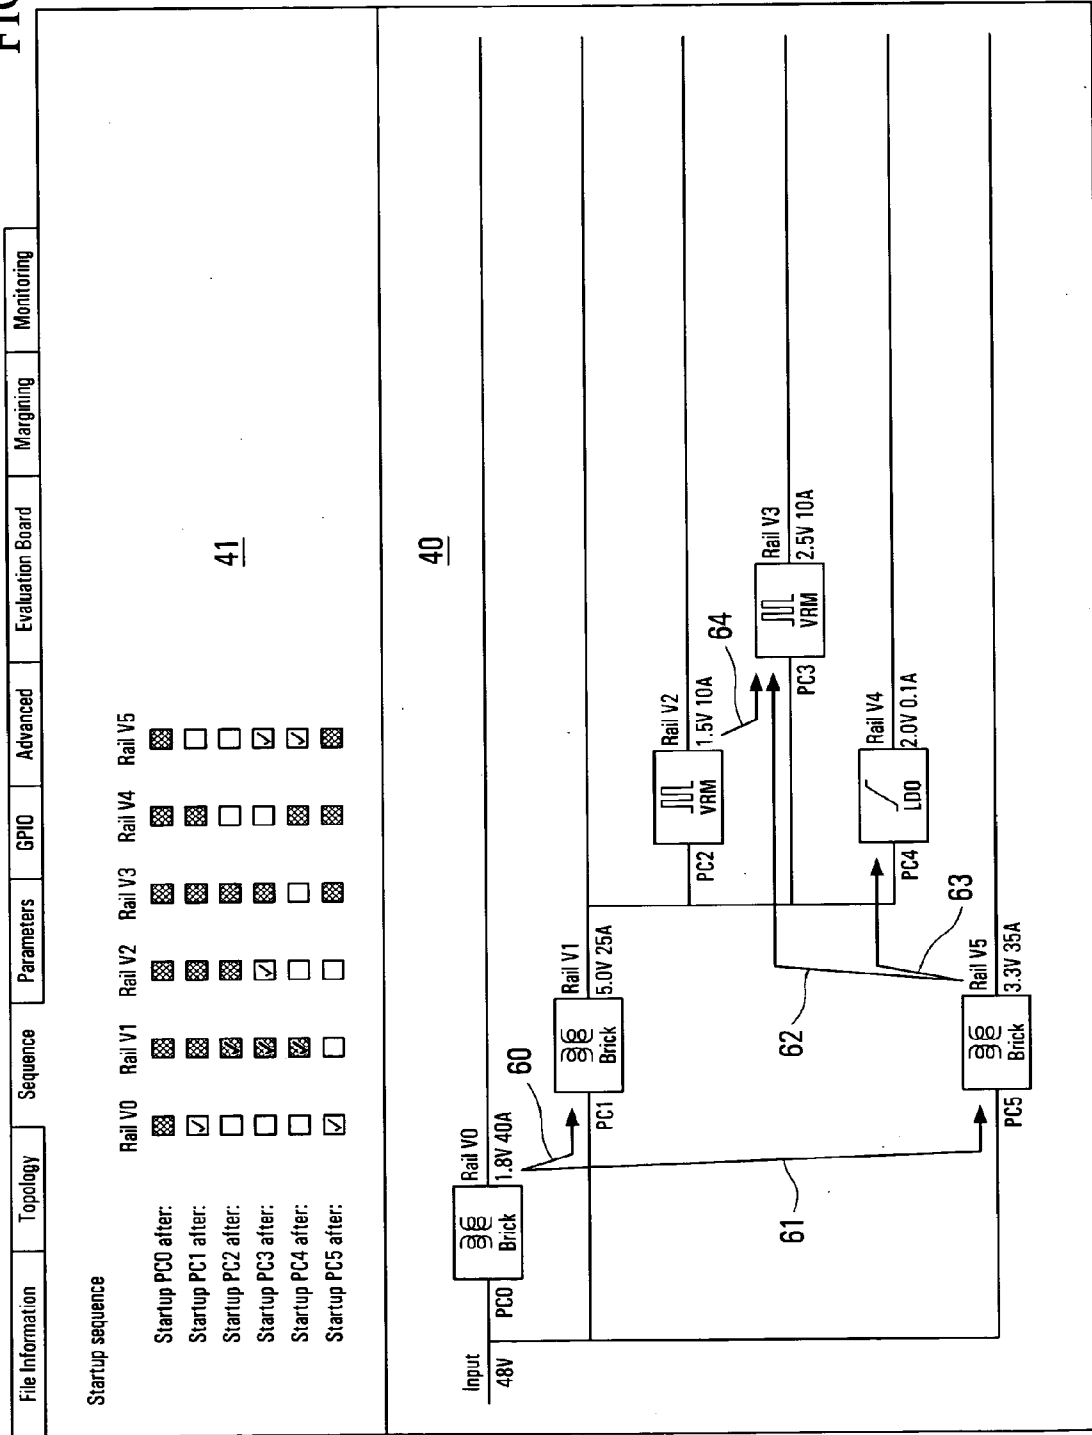 FIG
File Information
Topology
Sequence
Parameters
GPIO
Advanced
Evaluation Board
Margining
Monitoring
Startup sequence
Rail V0
Rail V1
Rail V2
Rail V3
Rail V4
Rail V5
Startup PC0 after:
Startup PC1 after:
Startup PC2 after:
Startup PC3 after:
Startup PC4 after:
Startup PC5 after:
41
40
Input
48V
PC0
Brick
Rail V0
1.8V 40A
60
PC1
Brick
Rail V1
5.0V 25A
PC2
VRM
Rail V2
1.5V 10A
64
PC3
VRM
Rail V3
2.5V 10A
PC4
LDO
Rail V4
2.0V 0.1A
61
62
63
PC5
Brick
Rail V5
3.3V 35A